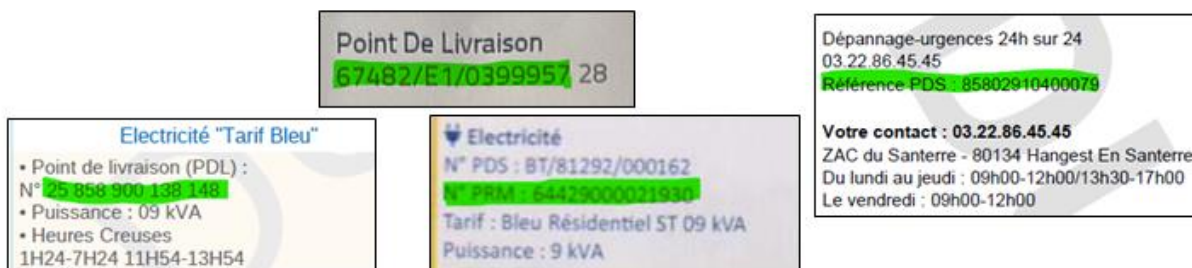 Point De Livraison
67482/E1/0399957 28
Dépannage-urgences 24h sur 24
03.22.86.45.45
Référence PDS : 85802910400079
Votre contact : 03.22.86.45.45
ZAC du Santerre - 80134 Hangest En Santerre
Du lundi au jeudi : 09h00-12h00/13h30-17h00
Le vendredi : 09h00-12h00
Electricité "Tarif Bleu"
• Point de livraison (PDL) :
N° 25 858 900 138 148
• Puissance : 09 kVA
• Heures Creuses
1H24-7H24 11H54-13H54
Electricité
N° PDS : BT/81292/000162
N° PRM : 64429000021930
Tarif : Bleu Résidentiel ST 09 kVA
Puissance : 9 kVA